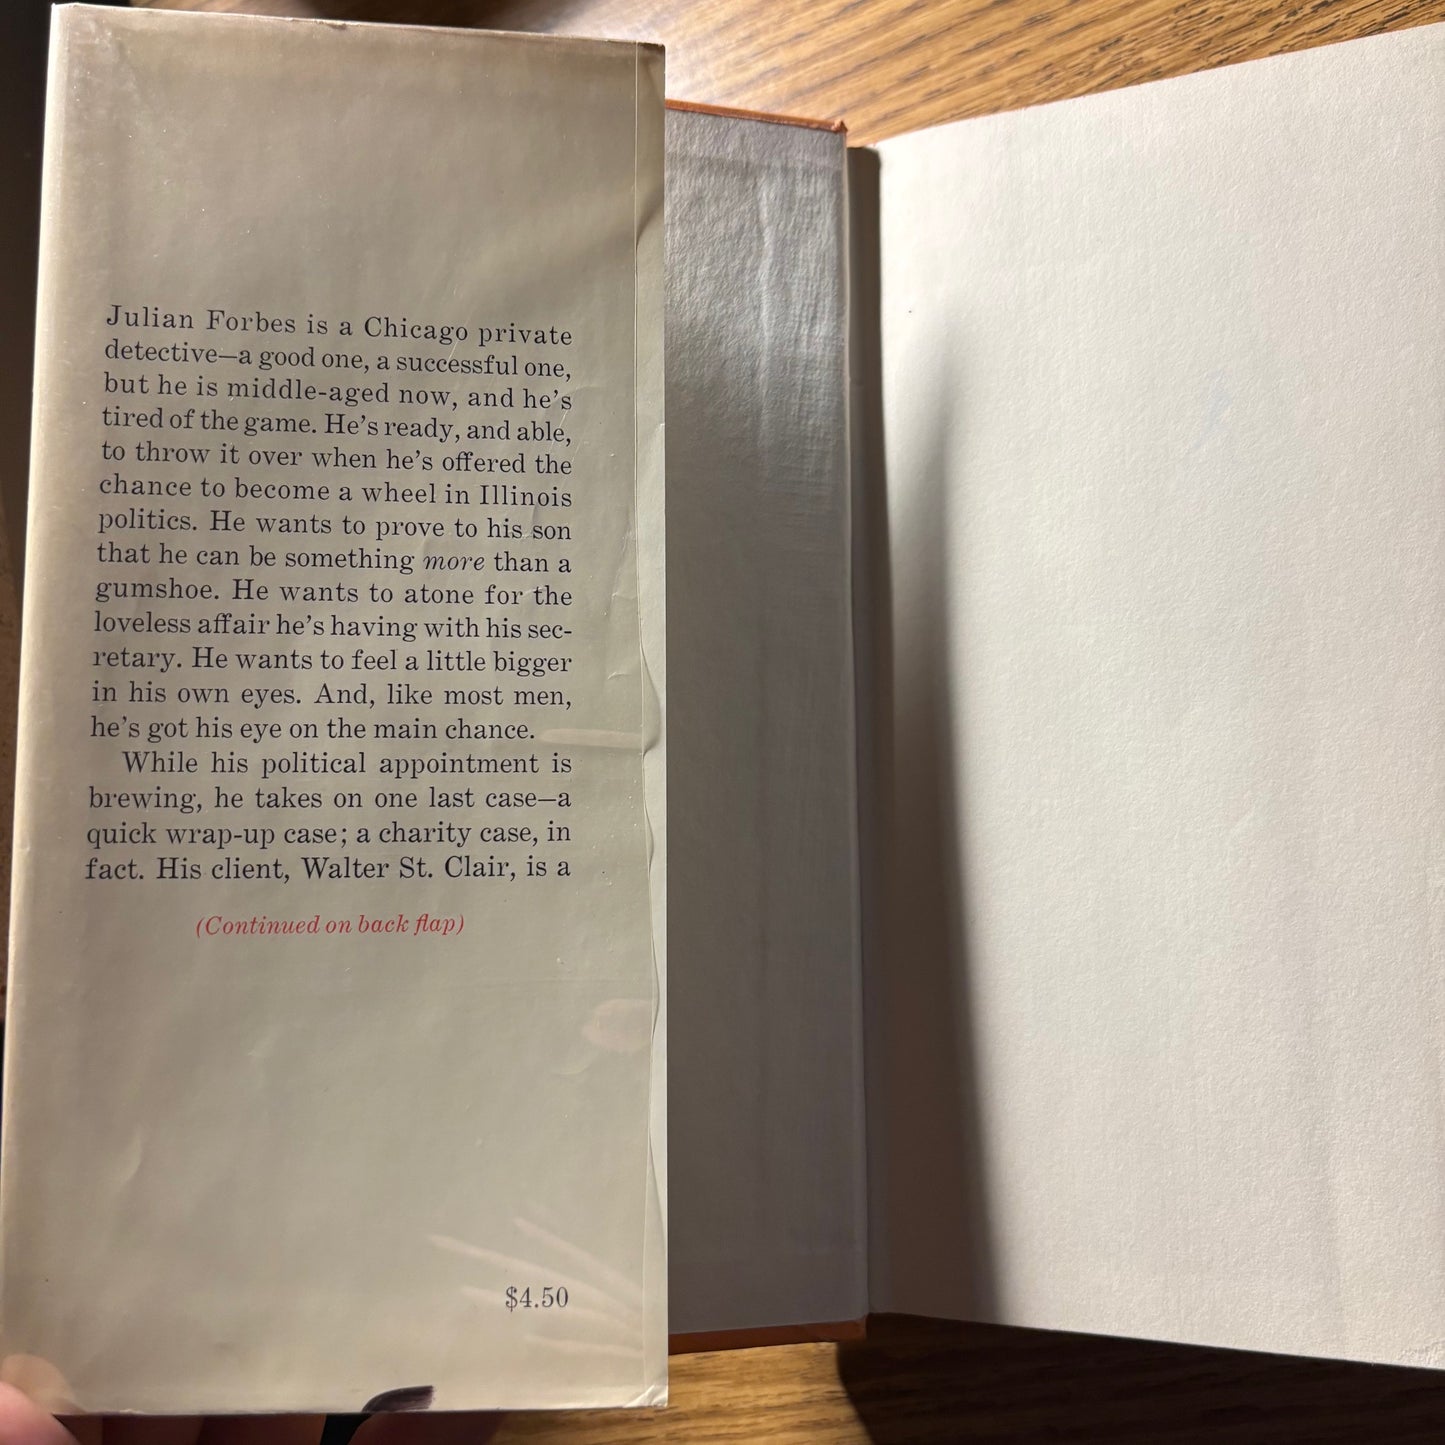 Julian Forbes is a Chicago private
detective—a good one, a successful one,
but he is middle-aged now, and he's
tired of the game. He's ready, and able,
to throw it over when he's offered the
chance to become a wheel in Illinois
politics. He wants to prove to his son
that he can be something more than a
gumshoe. He wants to atone for the
loveless affair he's having with his sec-
retary. He wants to feel a little bigger
in his own eyes. And, like most men,
he's got his eye on the main chance.
While his political appointment is
brewing, he takes on one last case—a
quick wrap-up case; a charity case, in
fact. His client, Walter St. Clair, is a
(Continued on back flap)
$4.50